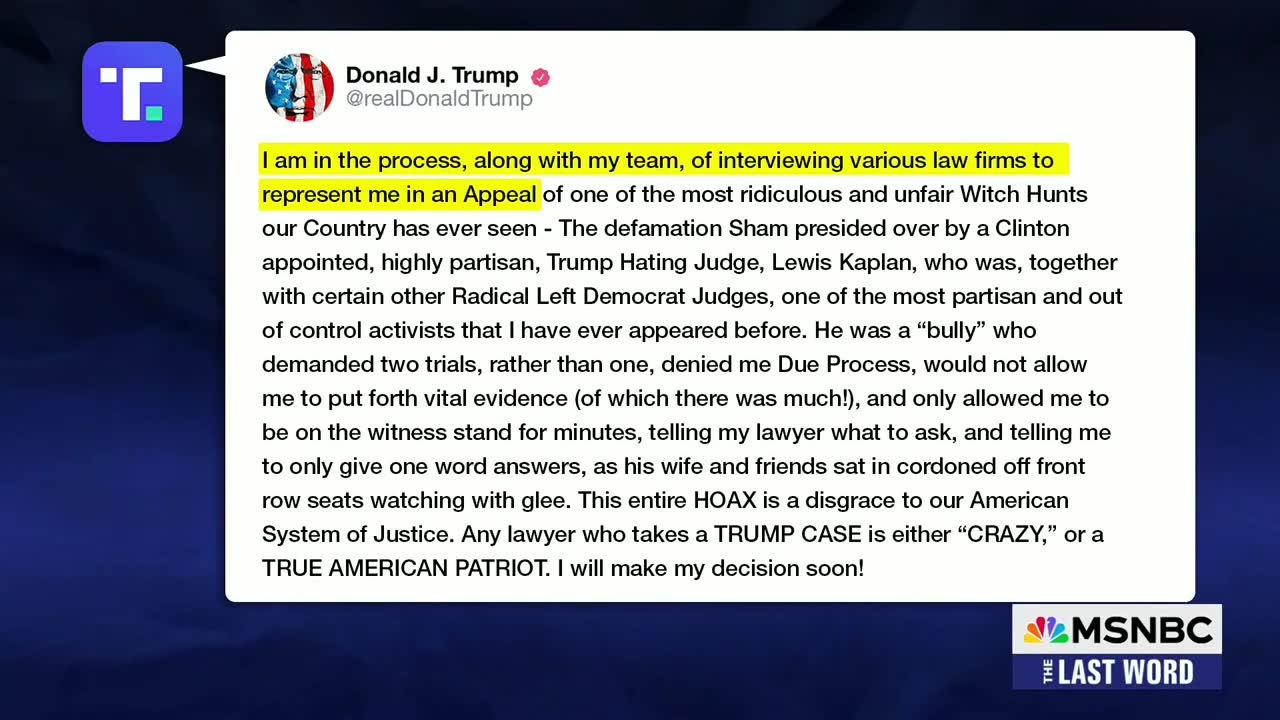 T.
Donald J. Trump
@realDonaldTrump
I am in the process, along with my team, of interviewing various law firms to
represent me in an Appeal of one of the most ridiculous and unfair Witch Hunts
our Country has ever seen - The defamation Sham presided over by a Clinton
appointed, highly partisan, Trump Hating Judge, Lewis Kaplan, who was, together
with certain other Radical Left Democrat Judges, one of the most partisan and out
of control activists that I have ever appeared before. He was a “bully” who
demanded two trials, rather than one, denied me Due Process, would not allow
me to put forth vital evidence (of which there was much!), and only allowed me to
be on the witness stand for minutes, telling my lawyer what to ask, and telling me
to only give one word answers, as his wife and friends sat in cordoned off front
row seats watching with glee. This entire HOAX is a disgrace to our American
System of Justice. Any lawyer who takes a TRUMP CASE is either “CRAZY,” or a
TRUE AMERICAN PATRIOT. I will make my decision soon!
MSNBC
THE LAST WORD